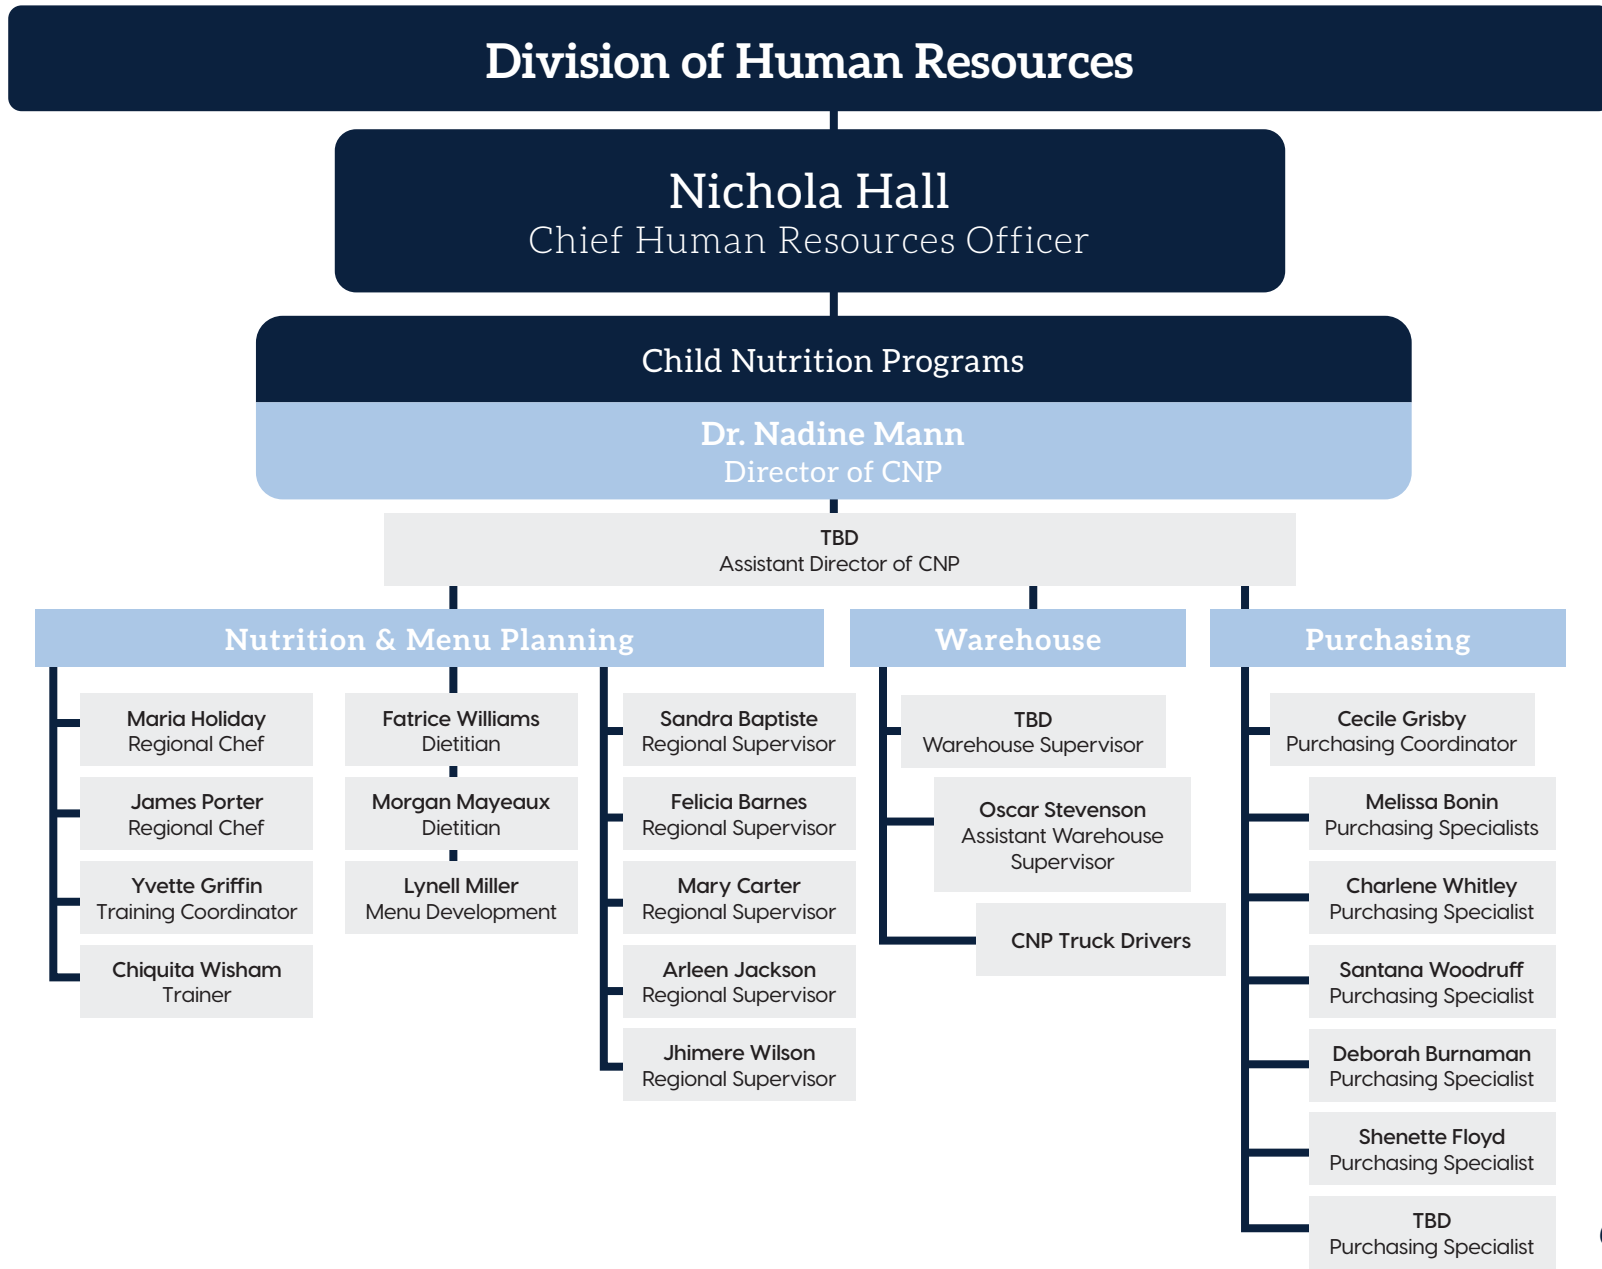 Division of Human Resources
Nichola Hall
Chief Human Resources Officer
Child Nutrition Programs
Dr. Nadine Mann
Director of CNP
TBD
Assistant Director of CNP
Nutrition & Menu Planning
Maria Holiday
Regional Chef
James Porter
Regional Chef
Yvette Griffin
Training Coordinator
Chiquita Wisham
Trainer
Fatrice Williams
Dietitian
Morgan Mayeaux
Dietitian
Lynell Miller
Menu Development
Sandra Baptiste
Regional Supervisor
Felicia Barnes
Regional Supervisor
Mary Carter
Regional Supervisor
Arleen Jackson
Regional Supervisor
Jhimere Wilson
Regional Supervisor
Warehouse
TBD
Warehouse Supervisor
Oscar Stevenson
Assistant Warehouse
Supervisor
CNP Truck Drivers
Purchasing
Cecile Grisby
Purchasing Coordinator
Melissa Bonin
Purchasing Specialists
Charlene Whitley
Purchasing Specialist
Santana Woodruff
Purchasing Specialist
Deborah Burnaman
Purchasing Specialist
Shenette Floyd
Purchasing Specialist
TBD
Purchasing Specialist